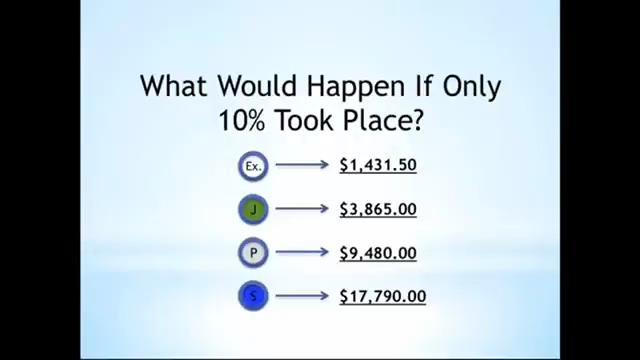 What Would Happen If Only
10% Took Place?
Ex. $1,431.50
J $3,865.00
P $9,480.00
S $17,790.00